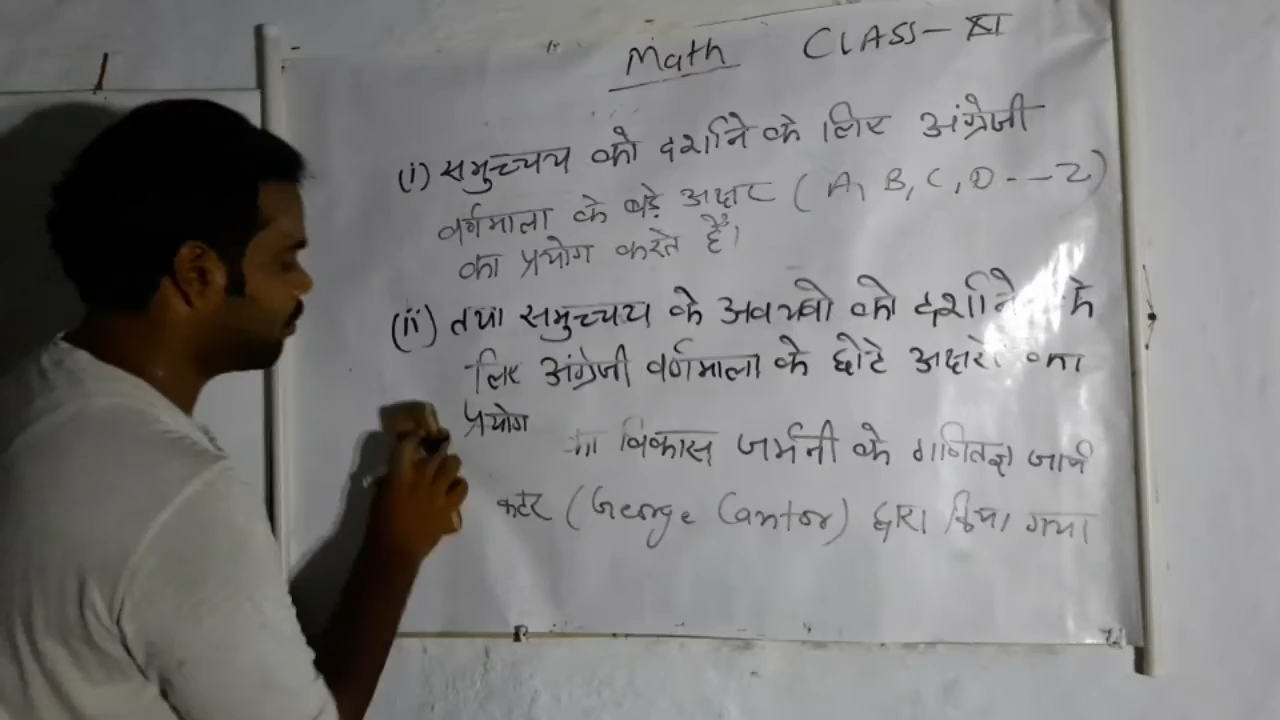 Math CLASS-XI
(i) समुच्चय को दर्शाने के लिए अंग्रेजी
वर्णमाला के बड़े अक्षर (A, B, C, D---Z)
का प्रयोग करते हैं।
(ii) तथा समुच्चय के अवयवो को दर्शाने के
लिए अंग्रेजी वर्णमाला के छोटे अक्षरो का
प्रयोग
विकास जर्मनी के गणितज्ञ जार्ज
कैंटर (George Cantor) द्वारा किया गया